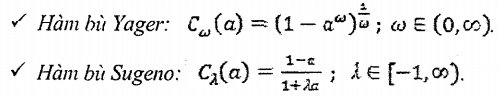 ✓ Hàm bù Yager: C_ω(a) = (1 − a^ω)^(1/ω) ; ω ∈ (0, ∞).
✓ Hàm bù Sugeno: C_λ(a) = (1−a)/(1+λa) ; λ ∈ [−1, ∞).